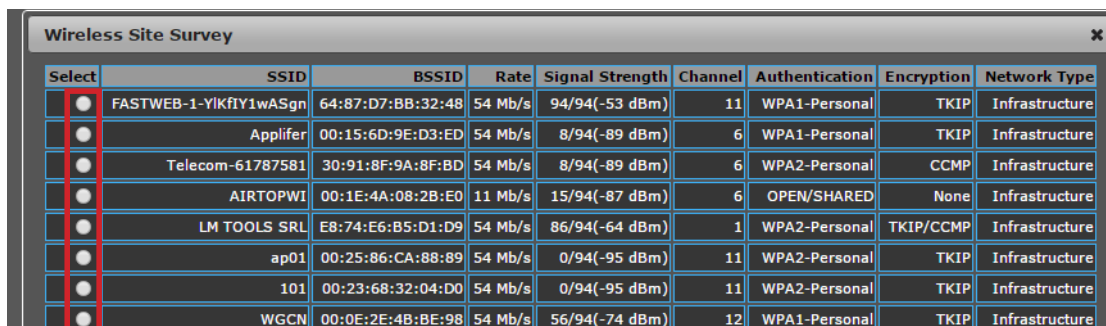 Wireless Site Survey ×
Select SSID BSSID Rate Signal Strength Channel Authentication Encryption Network Type
FASTWEB-1-YlKfIY1wASgn 64:87:D7:BB:32:48 54 Mb/s 94/94(-53 dBm) 11 WPA1-Personal TKIP Infrastructure
Applifer 00:15:6D:9E:D3:ED 54 Mb/s 8/94(-89 dBm) 6 WPA1-Personal TKIP Infrastructure
Telecom-61787581 30:91:8F:9A:8F:BD 54 Mb/s 8/94(-89 dBm) 6 WPA2-Personal CCMP Infrastructure
AIRTOPWI 00:1E:4A:08:2B:E0 11 Mb/s 15/94(-87 dBm) 6 OPEN/SHARED None Infrastructure
LM TOOLS SRL E8:74:E6:B5:D1:D9 54 Mb/s 86/94(-64 dBm) 1 WPA2-Personal TKIP/CCMP Infrastructure
ap01 00:25:86:CA:88:89 54 Mb/s 0/94(-95 dBm) 11 WPA2-Personal TKIP Infrastructure
101 00:23:68:32:04:D0 54 Mb/s 0/94(-95 dBm) 11 WPA2-Personal TKIP Infrastructure
WGCN 00:0E:2E:4B:BE:98 54 Mb/s 56/94(-74 dBm) 12 WPA1-Personal TKIP Infrastructure